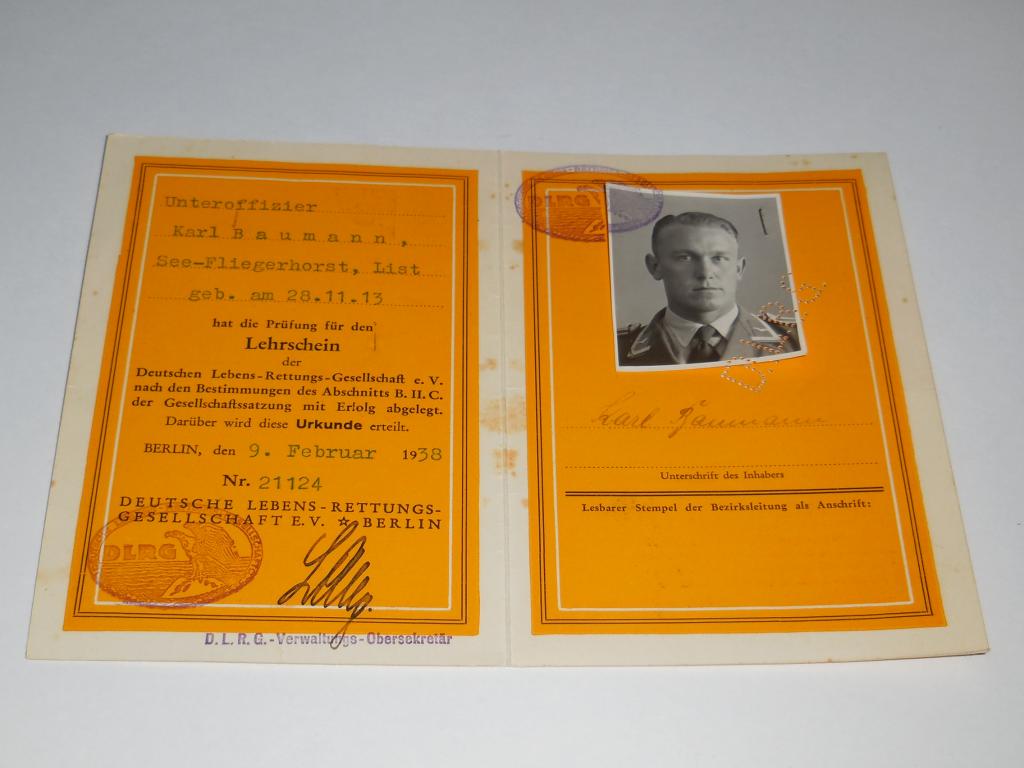 Unteroffizier
Karl Baumann,
See-Fliegerhorst, List
geb. am 28.11.13
hat die Prüfung für den
Lehrschein
der
Deutschen Lebens-Rettungs-Gesellschaft e. V.
nach den Bestimmungen des Abschnitts B. II C.
der Gesellschaftssatzung mit Erfolg abgelegt.
Darüber wird diese Urkunde erteilt.
BERLIN, den 9. Februar 1938
Nr. 21124
DEUTSCHE LEBENS-RETTUNGS-
GESELLSCHAFT E.V. ☆ BERLIN
DLRG
D.L.R.G.-Verwaltungs-Obersekretär
DLRG
Karl Baumann
Unterschrift des Inhabers
Lesbarer Stempel der Bezirksleitung als Anschrift: